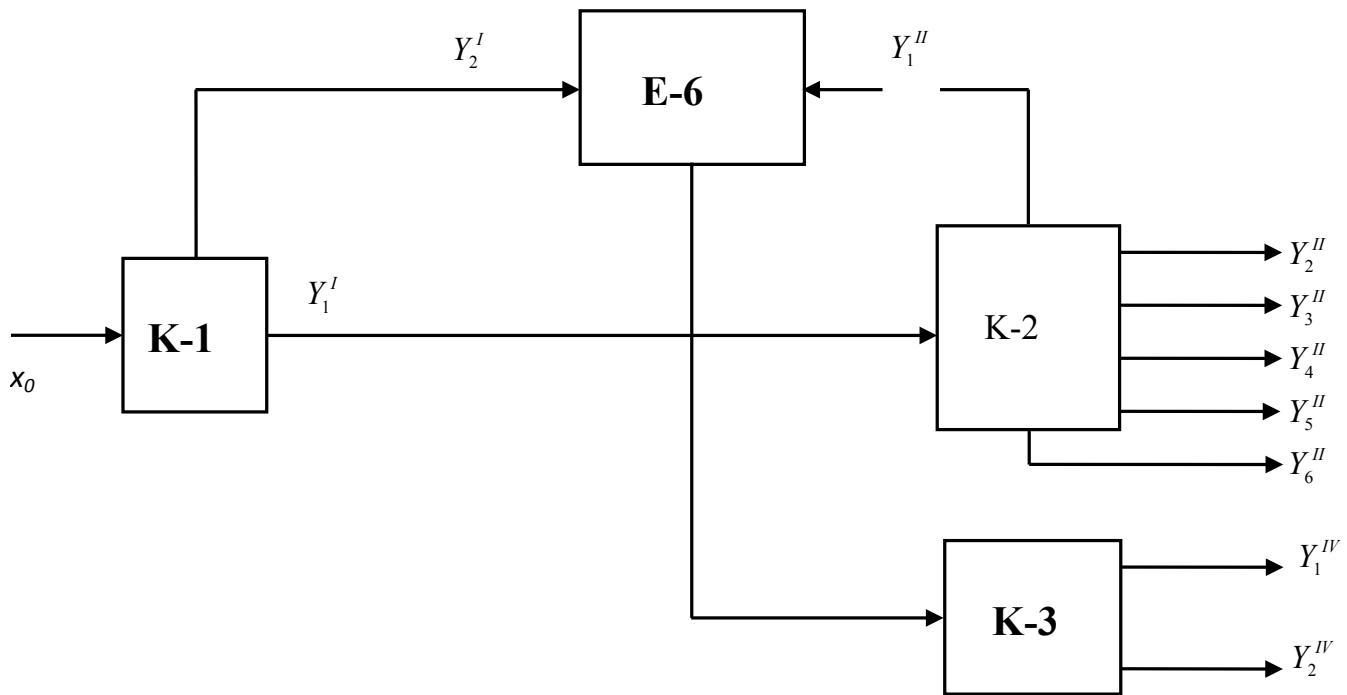 Y_2^I
E-6
Y_1^II
Y_1^I
K-1
x_0
K-2
Y_2^II
Y_3^II
Y_4^II
Y_5^II
Y_6^II
K-3
Y_1^IV
Y_2^IV